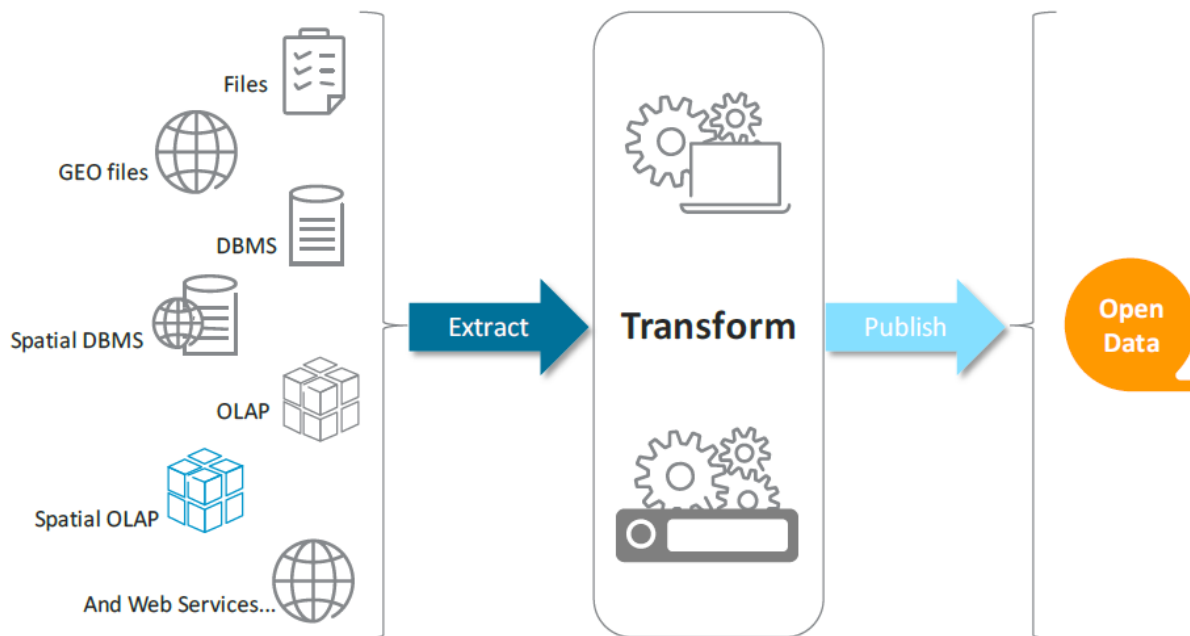 Files
GEO files
DBMS
Spatial DBMS
OLAP
Spatial OLAP
And Web Services...
Extract
Transform
Publish
Open
Data